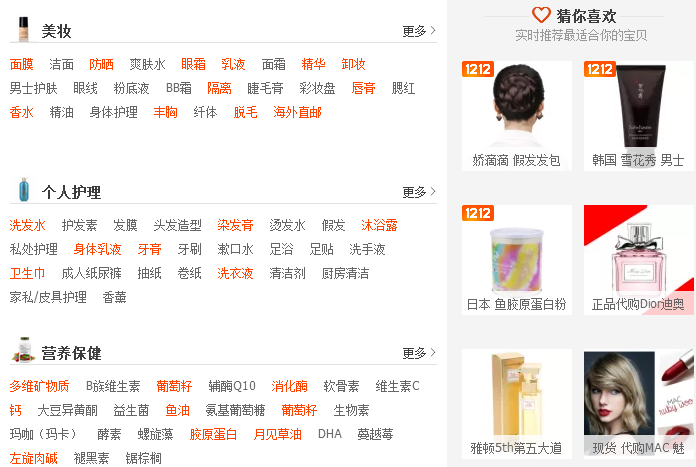 美妆 更多
面膜 洁面 防晒 爽肤水 眼霜 乳液 面霜 精华 卸妆
男士护肤 眼线 粉底液 BB霜 隔离 睫毛膏 彩妆盘 唇膏 腮红
香水 精油 身体护理 丰胸 纤体 脱毛 海外直邮
个人护理 更多
洗发水 护发素 发膜 头发造型 染发膏 烫发水 假发 沐浴露
私处护理 身体乳液 牙膏 牙刷 漱口水 足浴 足贴 洗手液
卫生巾 成人纸尿裤 抽纸 卷纸 洗衣液 清洁剂 厨房清洁
家私/皮具护理 香薰
营养保健 更多
多维矿物质 B族维生素 葡萄籽 辅酶Q10 消化酶 软骨素 维生素C
钙 大豆异黄酮 益生菌 鱼油 氨基葡萄糖 葡萄籽 生物素
玛咖（玛卡） 酵素 螺旋藻 胶原蛋白 月见草油 DHA 蔓越莓
左旋肉碱 褪黑素 锯棕榈
猜你喜欢
实时推荐最适合你的宝贝
1212
1212
娇滴滴 假发发包
韩国 雪花秀 男士
1212
日本 鱼胶原蛋白粉
正品代购Dior迪奥
MAC
ruby woo
雅顿5th第五大道
现货 代购MAC 魅